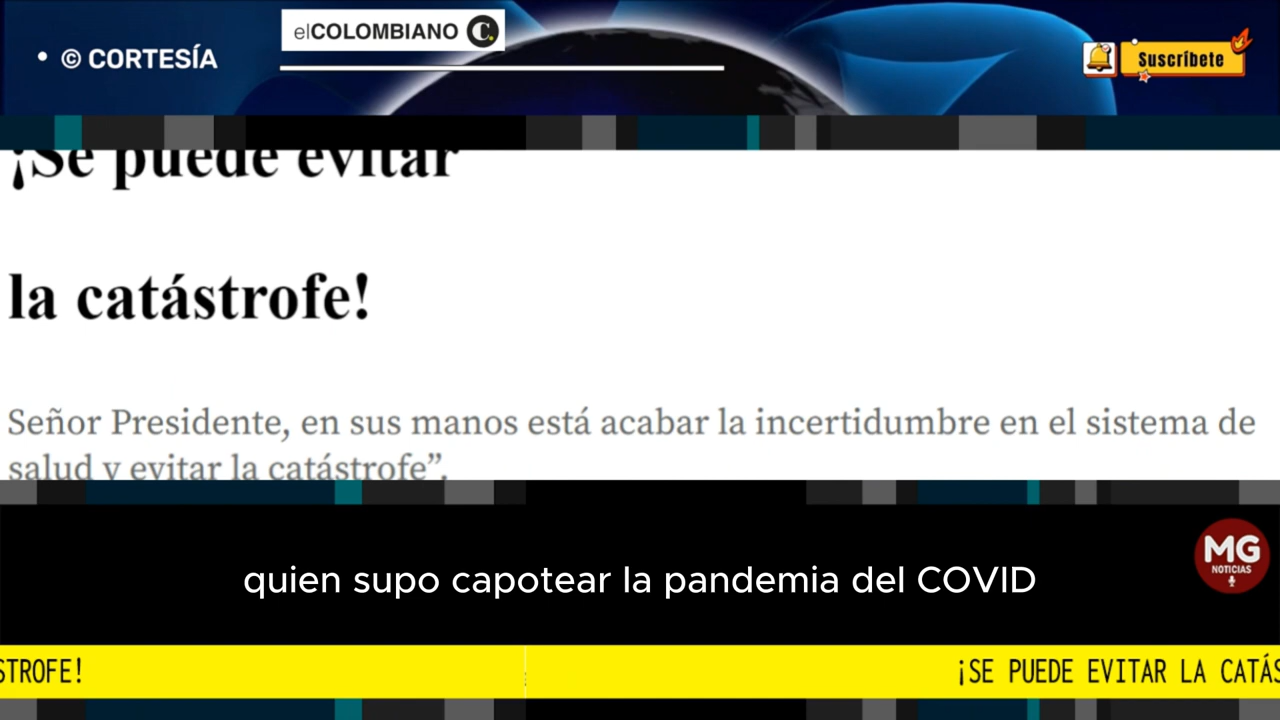 elCOLOMBIANO C.
• © CORTESÍA
Suscríbete
¡Se puede evitar
la catástrofe!
Señor Presidente, en sus manos está acabar la incertidumbre en el sistema de
salud y evitar la catástrofe”.
MG
NOTICIAS
quien supo capotear la pandemia del COVID
STROFE!
¡SE PUEDE EVITAR LA CATÁS